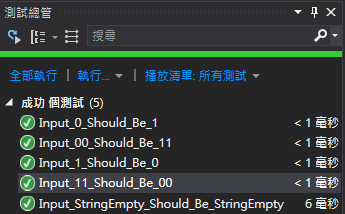 測試總管
搜尋
全部執行 | 執行... | 播放清單: 所有測試
成功 個測試 (5)
Input_0_Should_Be_1 < 1 毫秒
Input_00_Should_Be_11 < 1 毫秒
Input_1_Should_Be_0 < 1 毫秒
Input_11_Should_Be_00 < 1 毫秒
Input_StringEmpty_Should_Be_StringEmpty 6 毫秒